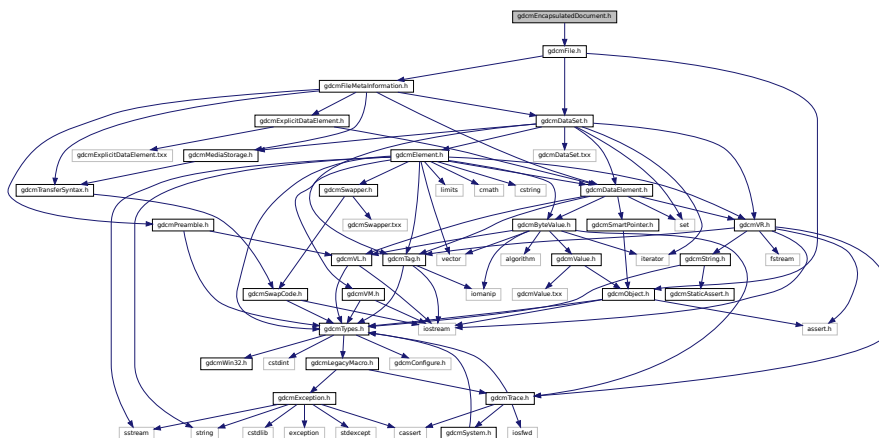 gdcmEncapsulatedDocument.h
gdcmFile.h
gdcmFileMetaInformation.h
gdcmExplicitDataElement.h
gdcmDataSet.h
gdcmExplicitDataElement.txx
gdcmMediaStorage.h
gdcmElement.h
gdcmDataSet.txx
gdcmTransferSyntax.h
gdcmSwapper.h
limits
cmath
cstring
gdcmDataElement.h
gdcmPreamble.h
gdcmSwapper.txx
gdcmByteValue.h
gdcmSmartPointer.h
set
gdcmVR.h
gdcmVL.h
gdcmTag.h
vector
algorithm
gdcmValue.h
iterator
gdcmString.h
fstream
gdcmSwapCode.h
gdcmVM.h
iomanip
gdcmValue.txx
gdcmObject.h
gdcmStaticAssert.h
gdcmTypes.h
iostream
assert.h
gdcmWin32.h
cstdint
gdcmLegacyMacro.h
gdcmConfigure.h
gdcmException.h
gdcmTrace.h
sstream
string
cstdlib
exception
stdexcept
cassert
gdcmSystem.h
iosfwd